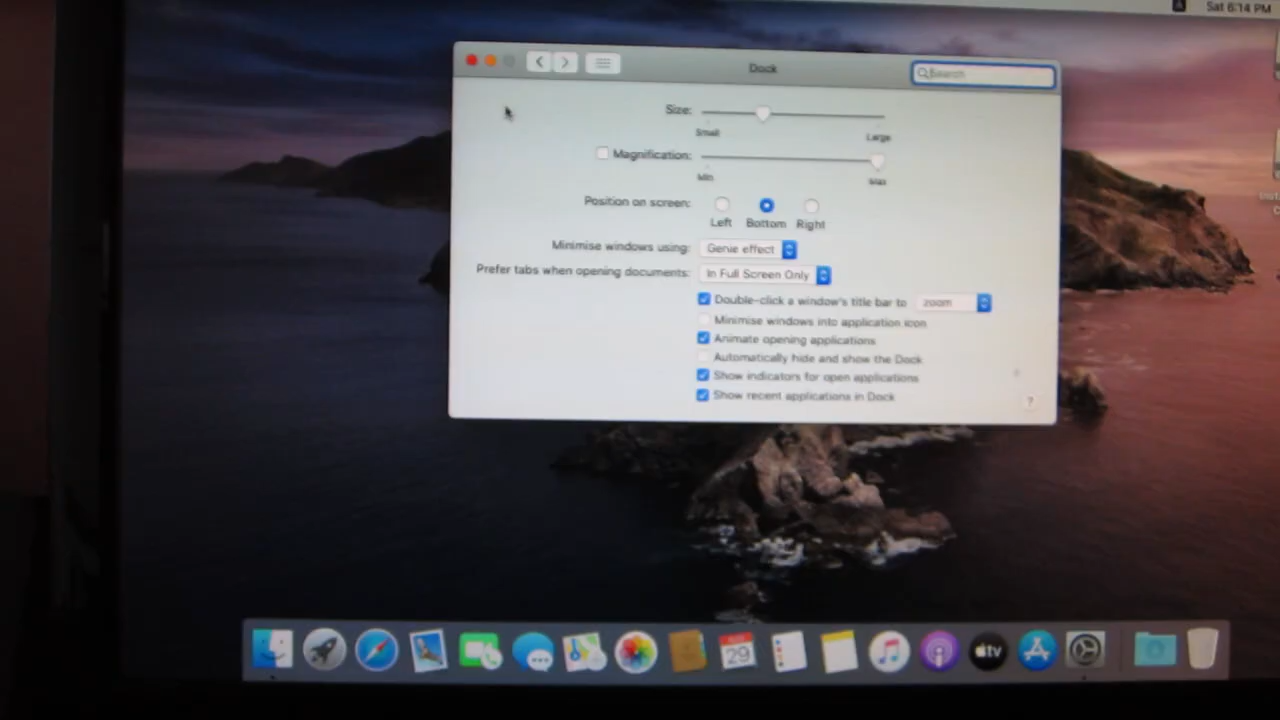 Sat 6:14 PM
Dock
Search
Size:
Small
Large
Magnification:
Min
Max
Position on screen:
Left Bottom Right
Minimise windows using: Genie effect
Prefer tabs when opening documents: In Full Screen Only
Double-click a window's title bar to zoom
Minimise windows into application icon
Animate opening applications
Automatically hide and show the Dock
Show indicators for open applications
Show recent applications in Dock
?
29
tv